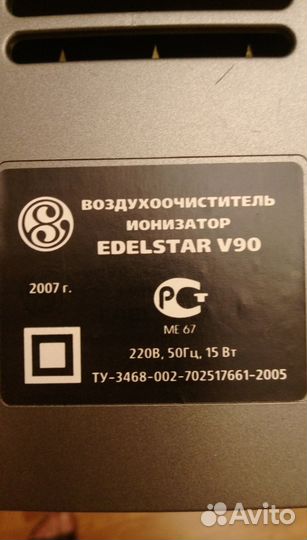 ВОЗДУХООЧИСТИТЕЛЬ
ИОНИЗАТОР
EDELSTAR V90
2007 г.
РСТ
МЕ 67
220В, 50Гц, 15 Вт
ТУ-3468-002-702517661-2005
Avito